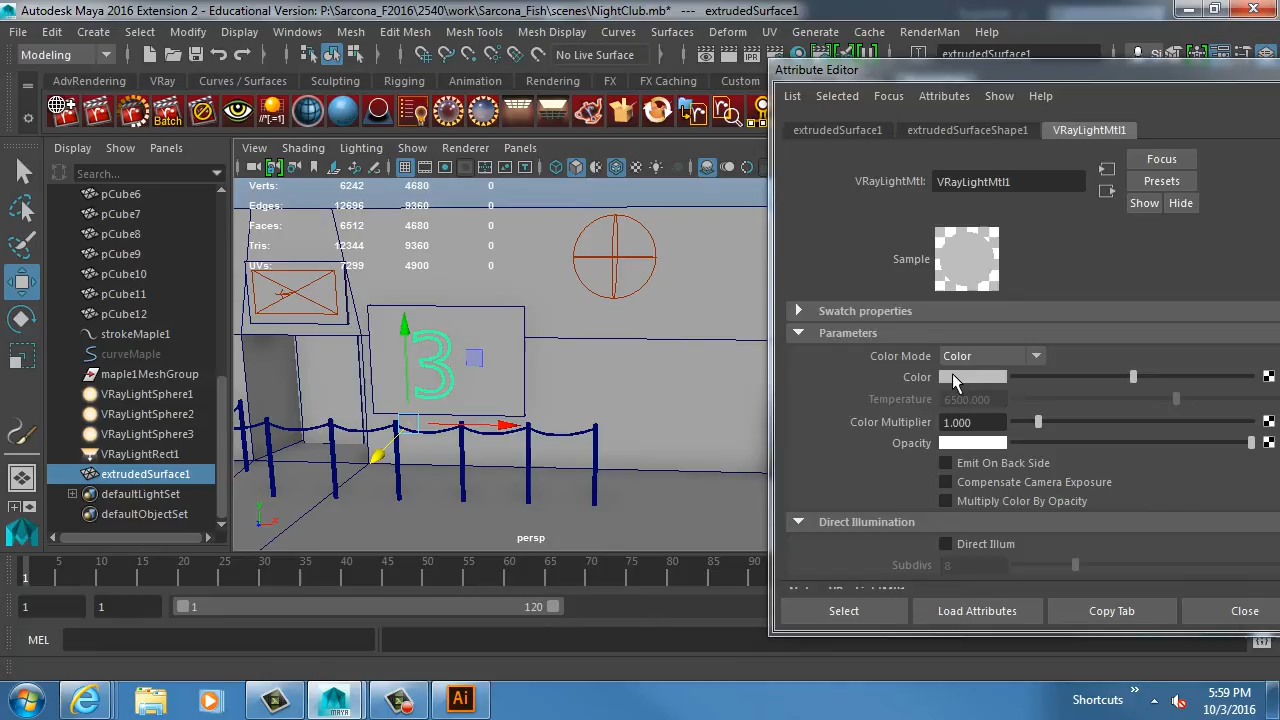 Autodesk Maya 2016 Extension 2 - Educational Version: P:\Sarcona_F2016\2540\work\Sarcona_Fish\scenes\NightClub.mb* --- extrudedSurface1
File Edit Create Select Modify Display Windows Mesh Edit Mesh Mesh Tools Mesh Display Curves Surfaces Deform UV Generate Cache RenderMan Help
Modeling No Live Surface extrudedSurface1
AdvRendering VRay Curves / Surfaces Sculpting Rigging Animation Rendering FX FX Caching Custom
Batch
//[.=1]
Display Show Panels
Search...
pCube6
pCube7
pCube8
pCube9
pCube10
pCube11
pCube12
strokeMaple1
curveMaple
maple1MeshGroup
VRayLightSphere1
VRayLightSphere2
VRayLightSphere3
VRayLightRect1
extrudedSurface1
defaultLightSet
defaultObjectSet
View Shading Lighting Show Renderer Panels
Verts: 6242 4680 0
Edges: 12696 9360 0
Faces: 6512 4680 0
Tris: 12344 9360 0
UVs: 7299 4900 0
3
y
x
persp
Attribute Editor
List Selected Focus Attributes Show Help
extrudedSurface1 extrudedSurfaceShape1 VRayLightMtl1
VRayLightMtl: VRayLightMtl1
Focus
Presets
Show Hide
Sample
Swatch properties
Parameters
Color Mode Color
Color
Temperature 6500.000
Color Multiplier 1.000
Opacity
Emit On Back Side
Compensate Camera Exposure
Multiply Color By Opacity
Direct Illumination
Direct Illum
Subdivs 8
Select Load Attributes Copy Tab Close
1 5 10 15 20 25 30 35 40 45 50 55 60 65 70 75 80 85 90
1 1 1 120
MEL
MAYA Ai
Shortcuts
5:59 PM
10/3/2016